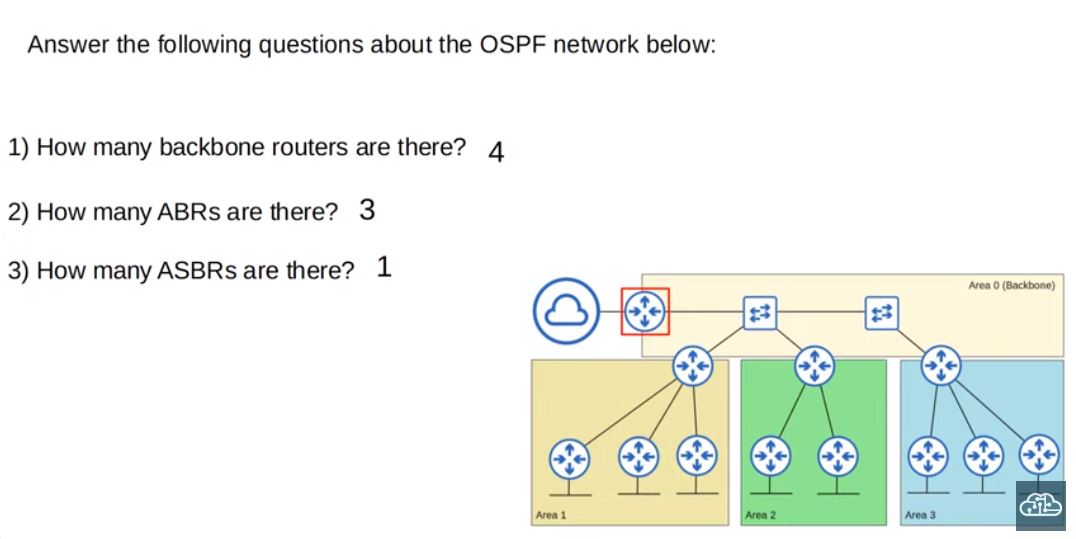 Answer the following questions about the OSPF network below:
1) How many backbone routers are there? 4
2) How many ABRs are there? 3
3) How many ASBRs are there? 1
Area 0 (Backbone)
Area 1
Area 2
Area 3